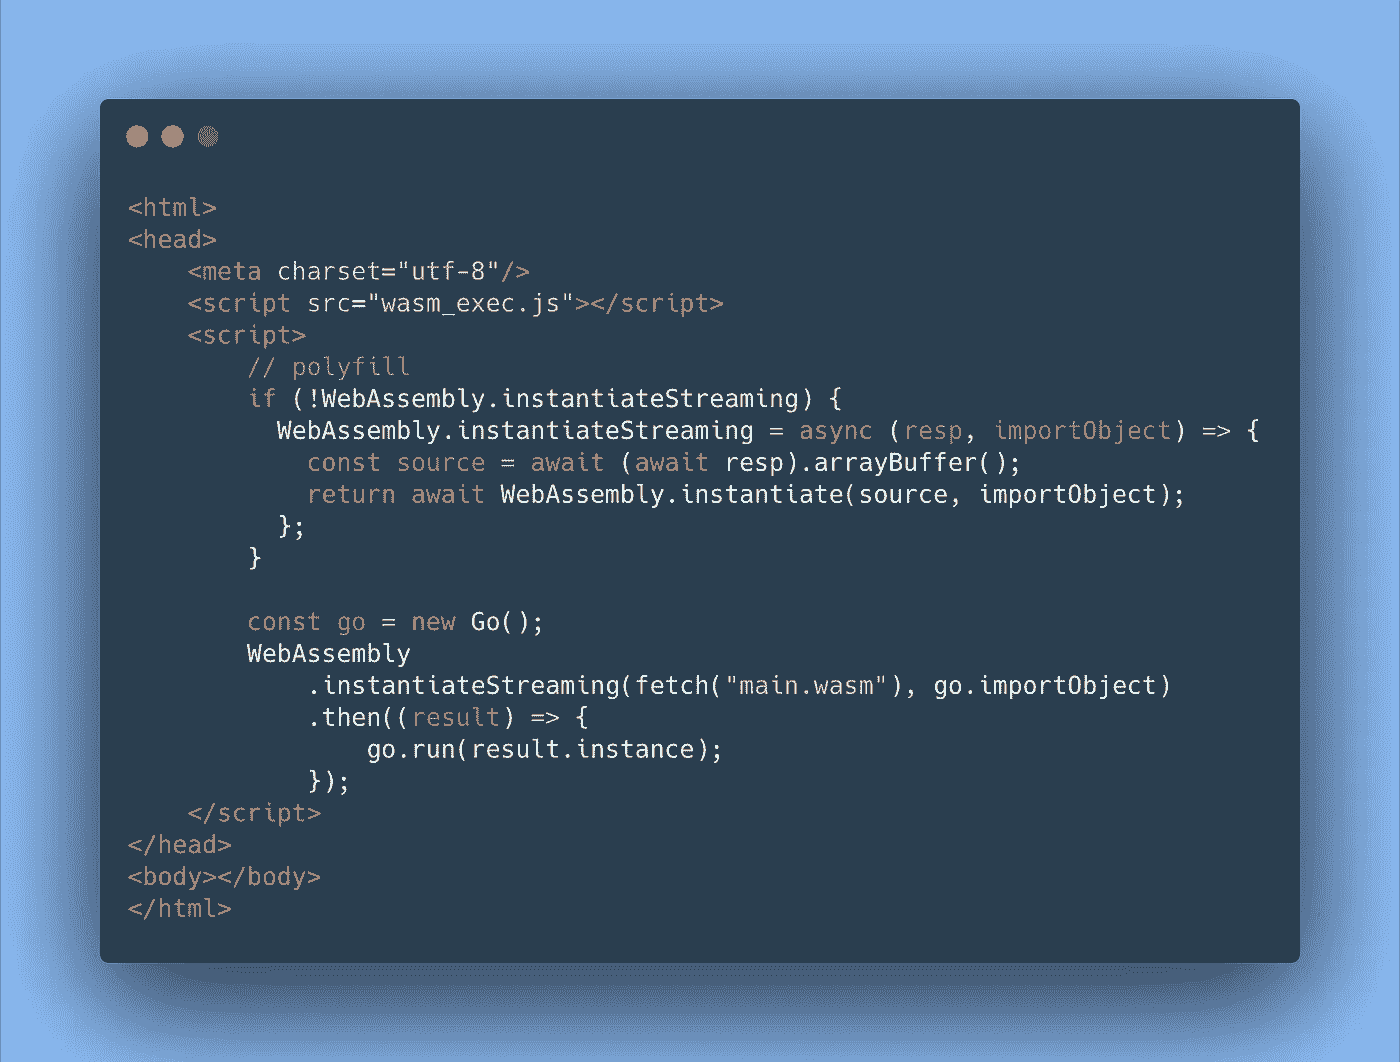 <html>
<head>
    <meta charset="utf-8"/>
    <script src="wasm_exec.js"></script>
    <script>
        // polyfill
        if (!WebAssembly.instantiateStreaming) {
          WebAssembly.instantiateStreaming = async (resp, importObject) => {
            const source = await (await resp).arrayBuffer();
            return await WebAssembly.instantiate(source, importObject);
          };
        }

        const go = new Go();
        WebAssembly
            .instantiateStreaming(fetch("main.wasm"), go.importObject)
            .then((result) => {
                go.run(result.instance);
            });
    </script>
</head>
<body></body>
</html>